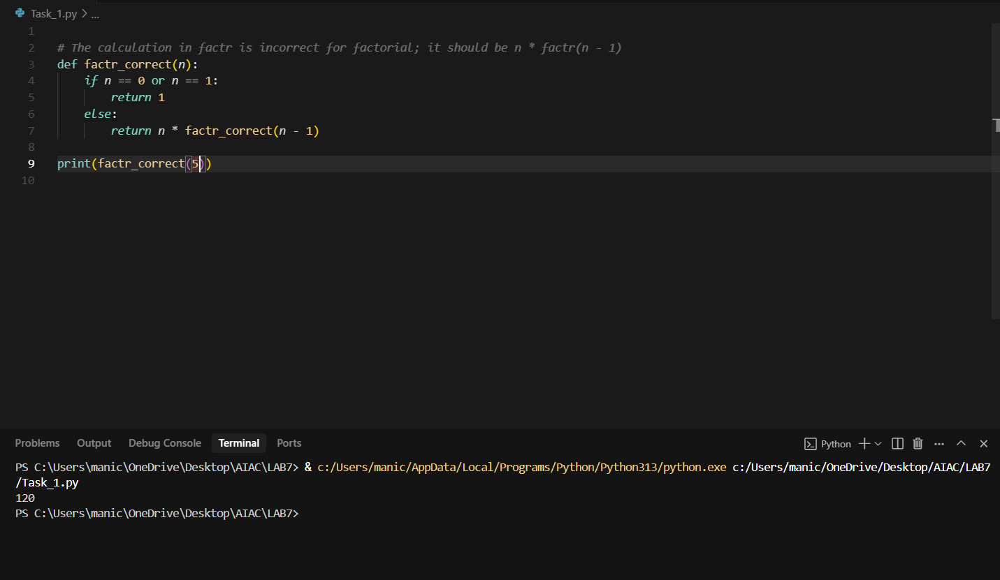 Task_1.py > ...
1
2 # The calculation in factr is incorrect for factorial; it should be n * factr(n - 1)
3 def factr_correct(n):
4     if n == 0 or n == 1:
5         return 1
6     else:
7         return n * factr_correct(n - 1)
8
9 print(factr_correct(5))
10
Problems Output Debug Console Terminal Ports Python
PS C:\Users\manic\OneDrive\Desktop\AIAC\LAB7> & c:/Users/manic/AppData/Local/Programs/Python/Python313/python.exe c:/Users/manic/OneDrive/Desktop/AIAC/LAB7
/Task_1.py
120
PS C:\Users\manic\OneDrive\Desktop\AIAC\LAB7>